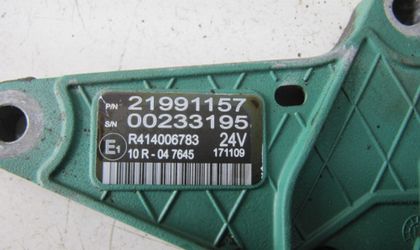 P/N 21991157
S/N 00233195
E1 R414006783 24V
10 R - 04 7645 171109